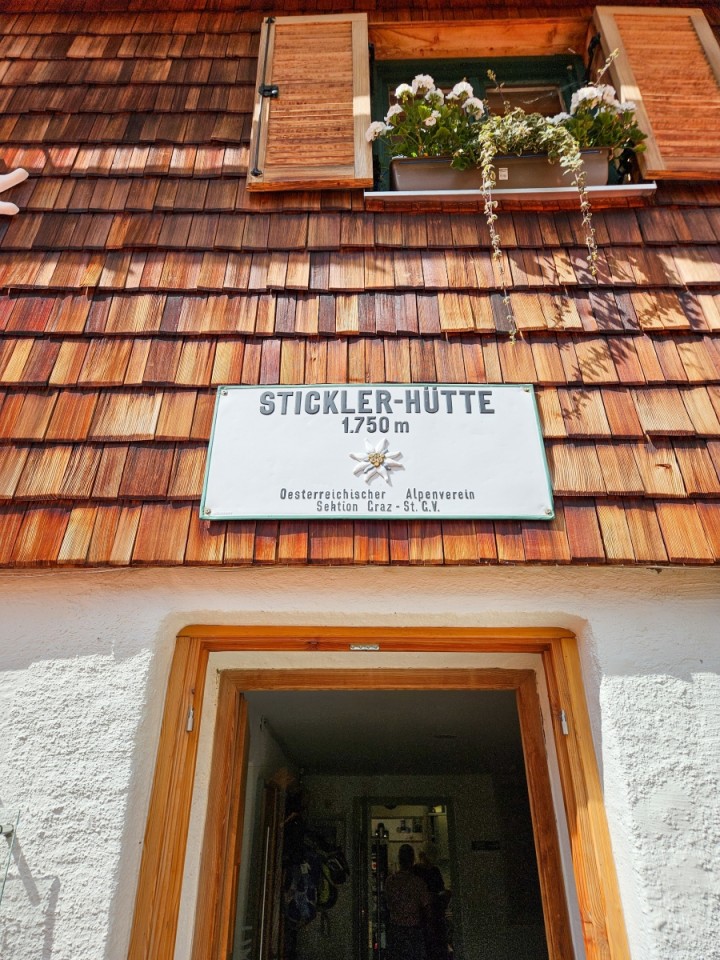 STICKLER-HÜTTE
1.750 m
Oesterreichischer Alpenverein
Sektion Graz - St. G.V.